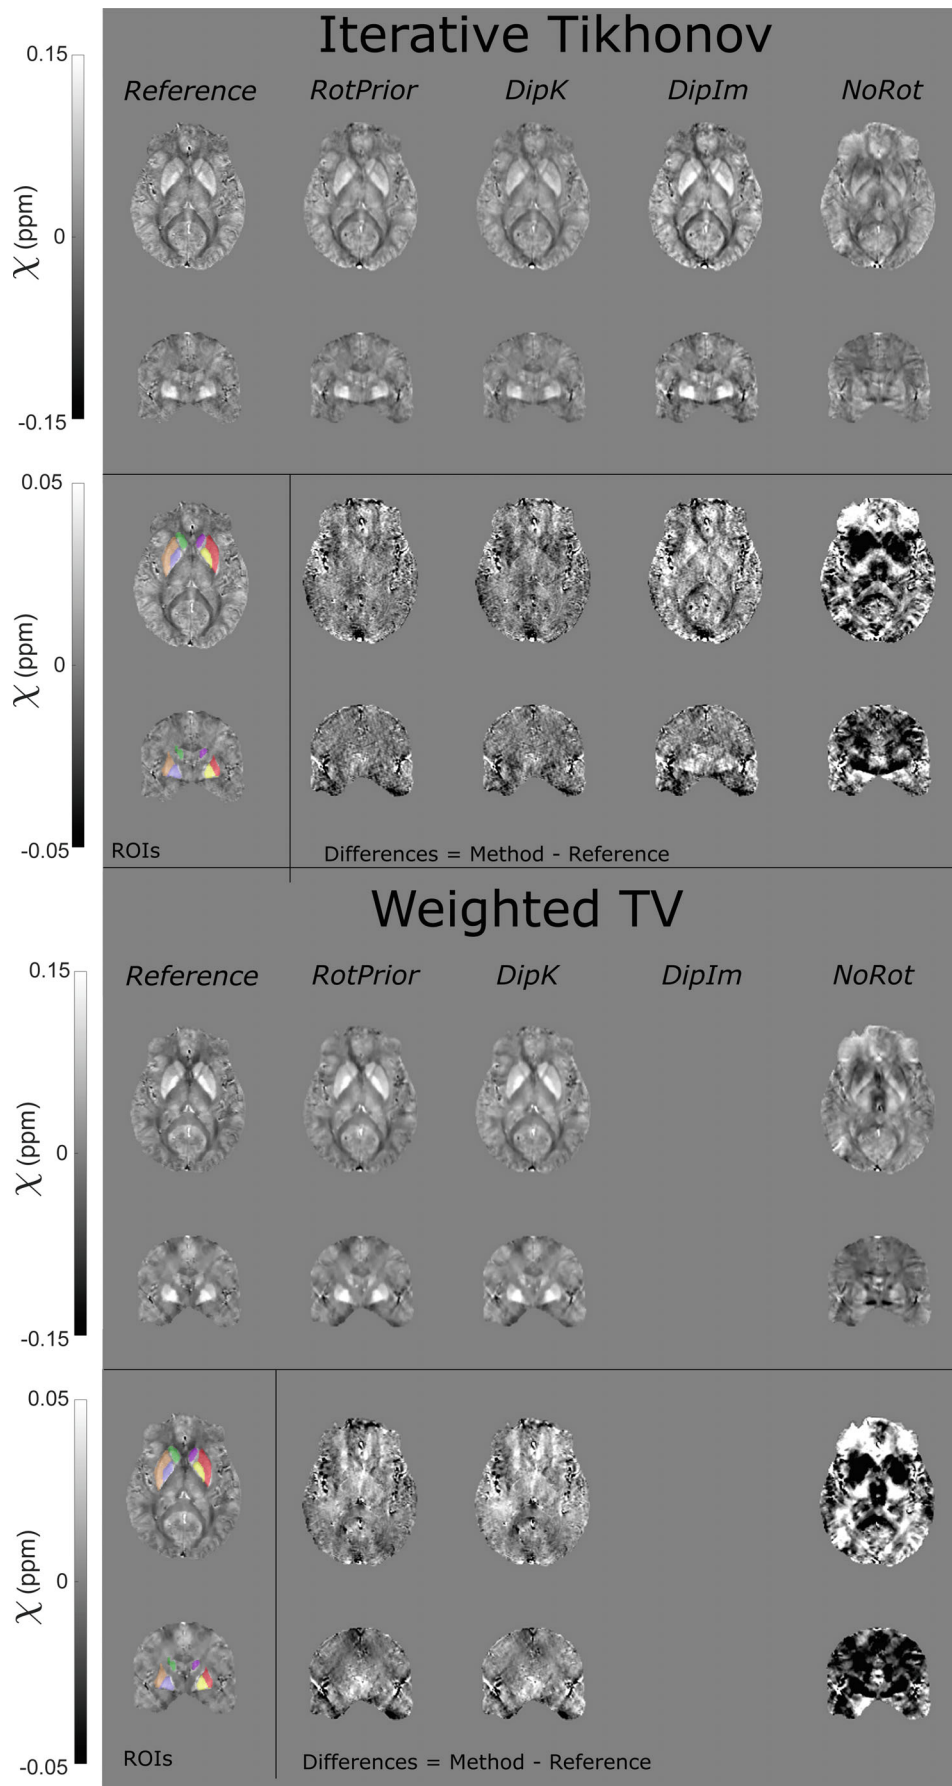 Iterative Tikhonov
0.15
Reference RotPrior DipK DipIm NoRot
χ (ppm)
0
-0.15
0.05
χ (ppm)
0
-0.05
ROIs
Differences = Method - Reference
Weighted TV
0.15
Reference RotPrior DipK DipIm NoRot
χ (ppm)
0
-0.15
0.05
χ (ppm)
0
-0.05
ROIs
Differences = Method - Reference